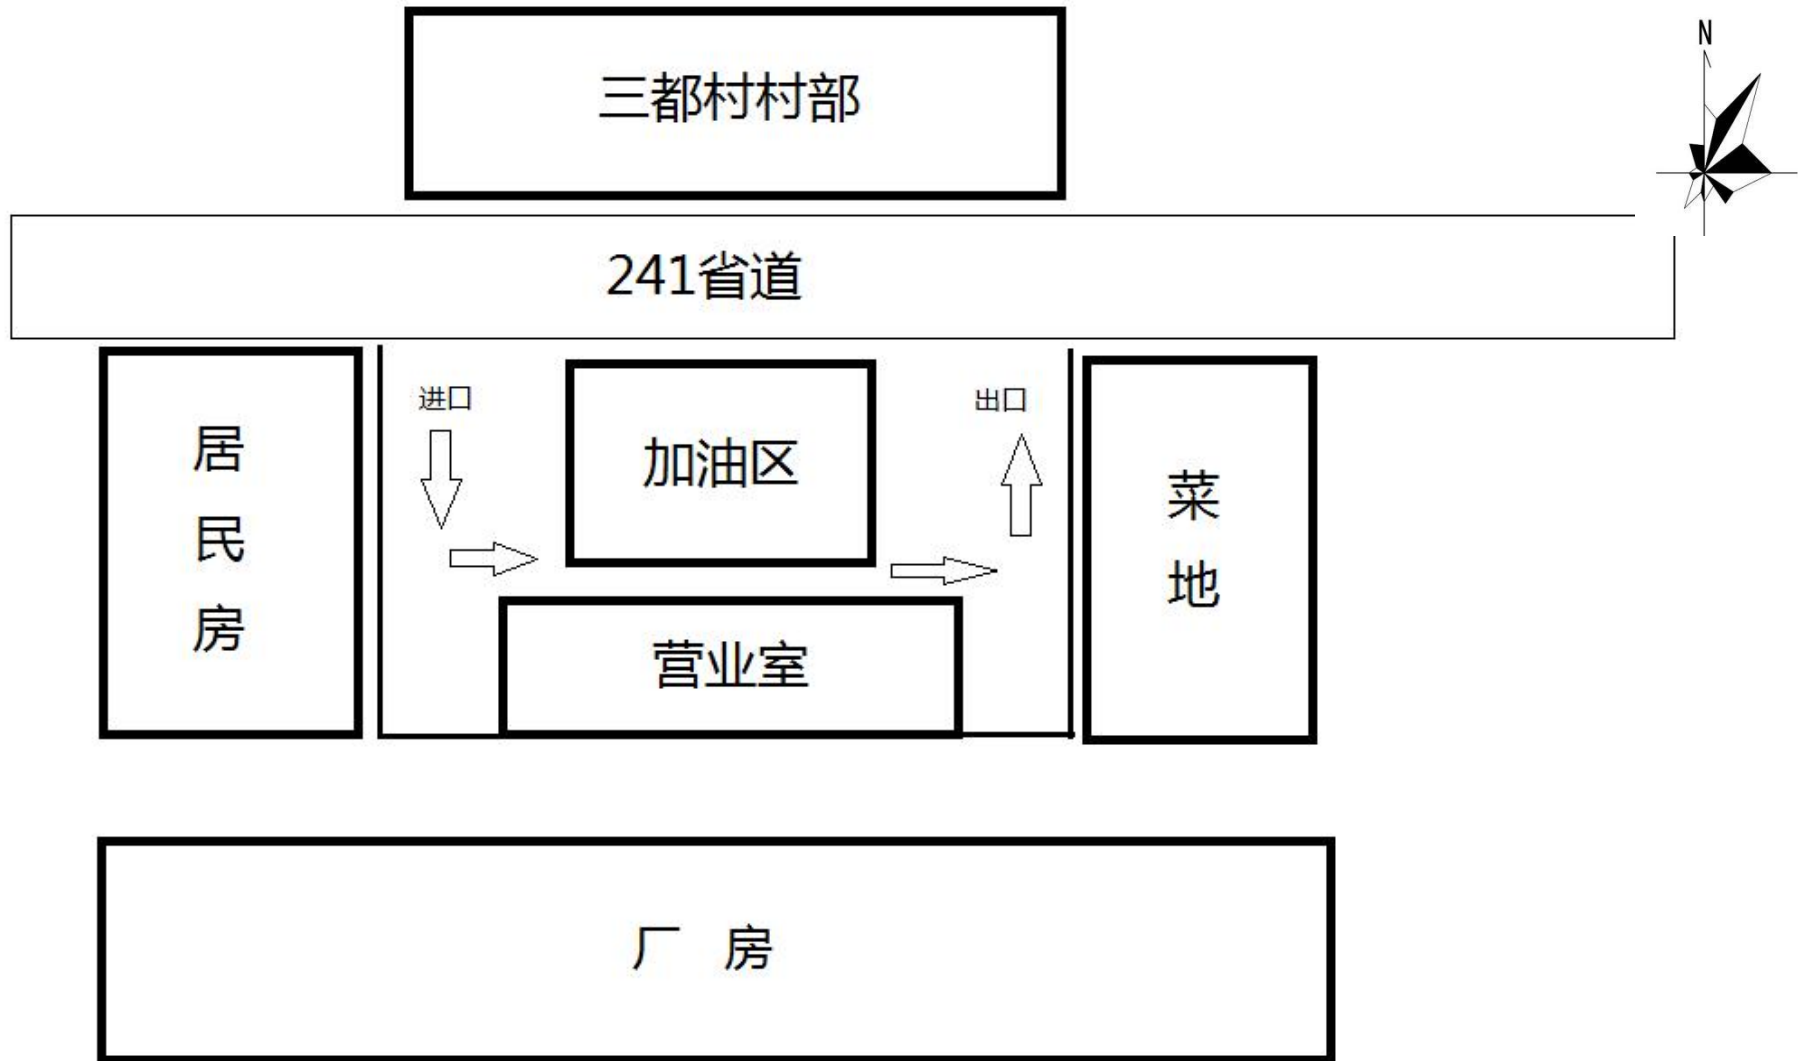 三都村村部
N
241省道
进口
出口
加油区
居
民
房
菜
地
营业室
厂 房